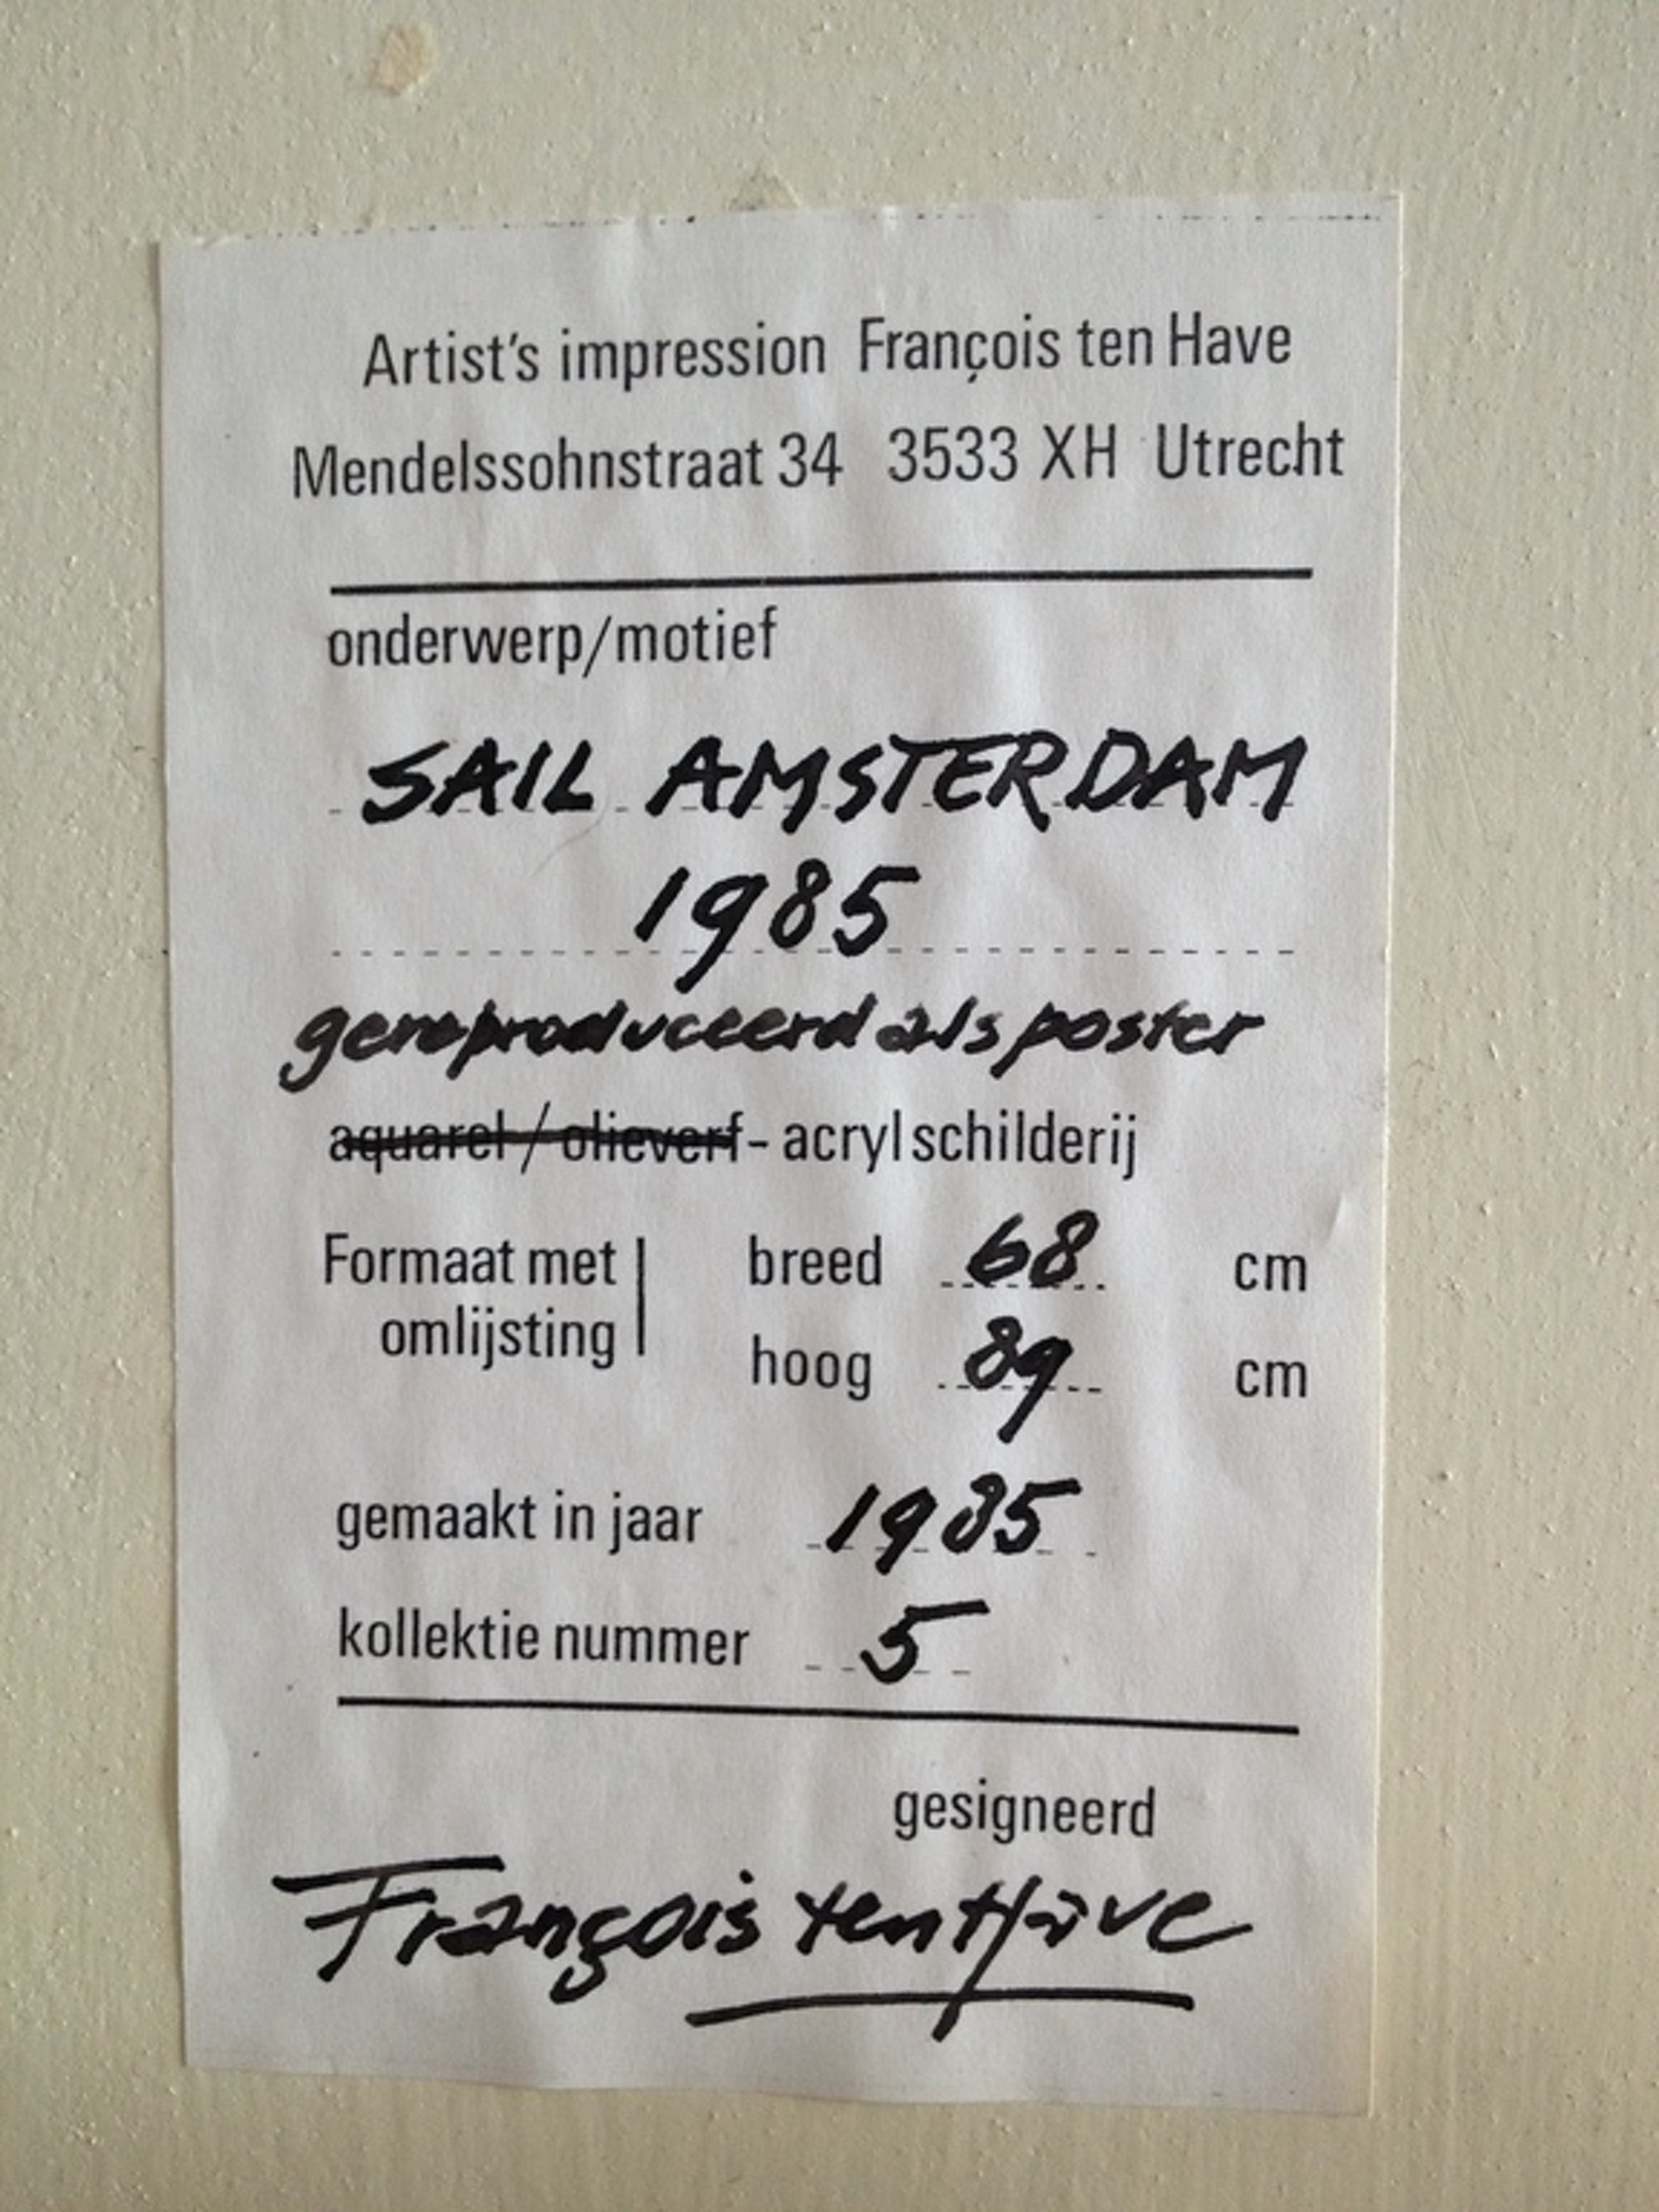 Artist's impression François ten Have
Mendelssohnstraat 34 3533 XH Utrecht
onderwerp/motief
SAIL AMSTERDAM
1985
gereproduceerd als poster
aquarel / olieverf - acryl schilderij
Formaat met omlijsting
breed 68 cm
hoog 89 cm
gemaakt in jaar 1985
kollektie nummer 5
gesigneerd
François ten Have